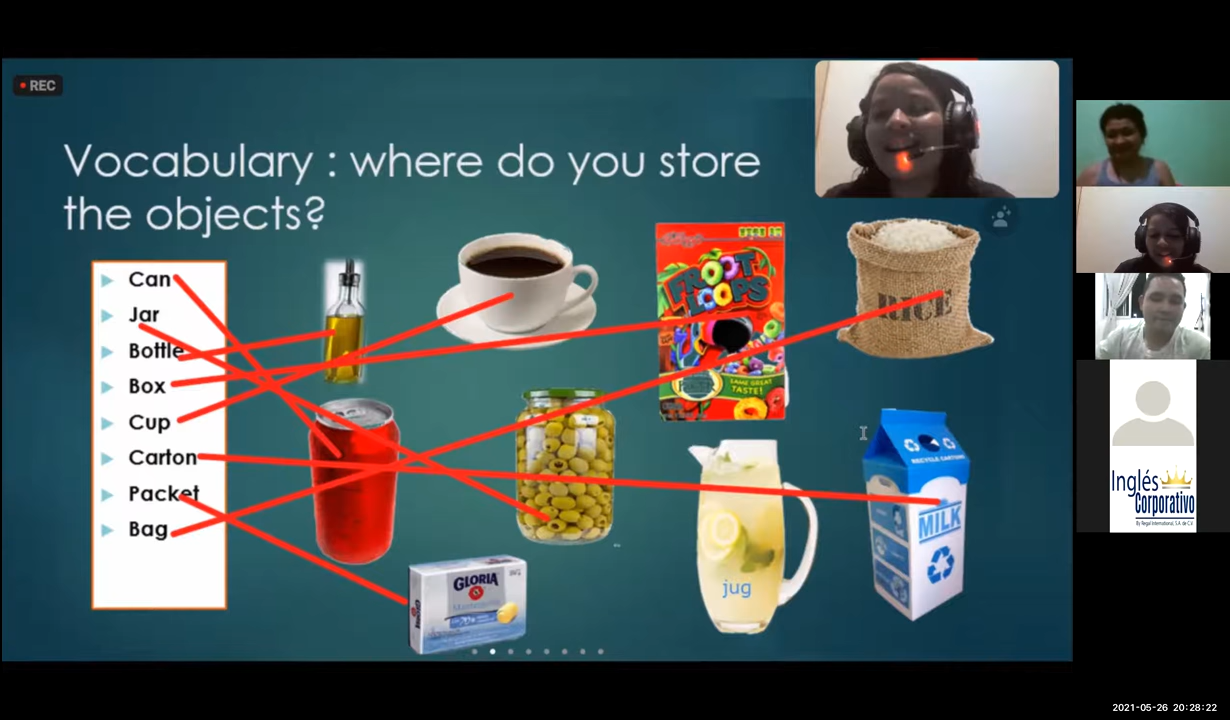 REC
Vocabulary : where do you store
the objects?
Can
Jar
Bottle
Box
Cup
Carton
Packet
Bag
FROOT
LOOPS
SAME GREAT
TASTE!
RICE
GLORIA
jug
RECYCLE CARTONS
MILK
Inglés
Corporativo
By Regal International, S.A. de C.V.
2021-05-26 20:28:22